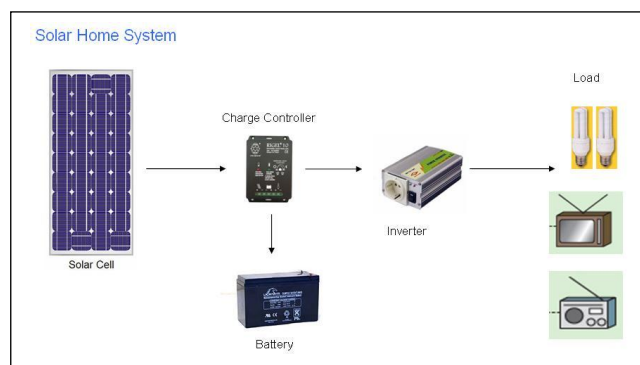 Solar Home System
Load
Charge Controller
Solar Cell
Inverter
Battery